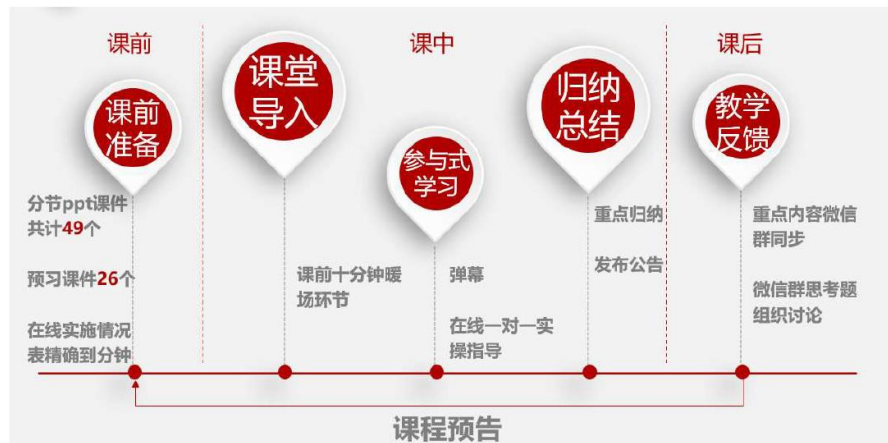 课前
课中
课后
课前
准备
课堂
导入
参与式
学习
归纳
总结
教学
反馈
分节ppt课件
共计49个
预习课件26个
在线实施情况
表精确到分钟
课前十分钟暖
场环节
弹幕
在线一对一实
操指导
重点归纳
发布公告
重点内容微信
群同步
微信群思考题
组织讨论
课程预告